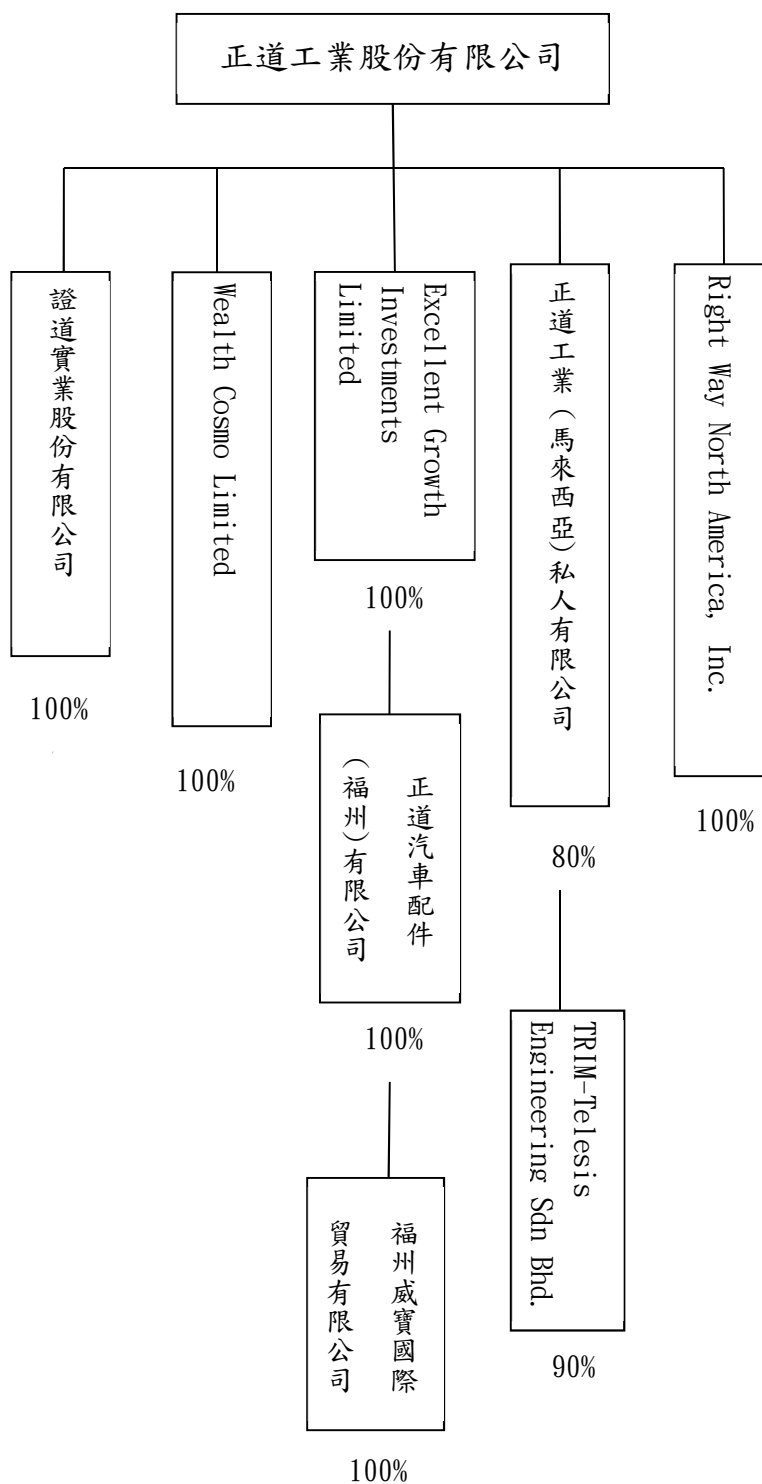 正道工業股份有限公司
證道實業股份有限公司
100%
Wealth Cosmo Limited
100%
Excellent Growth
Investments
Limited
100%
正道汽車配件
（福州）有限公司
100%
福州威寶國際
貿易有限公司
100%
正道工業（馬來西亞）私人有限公司
80%
TRIM-Telesis
Engineering Sdn Bhd.
90%
Right Way North America, Inc.
100%